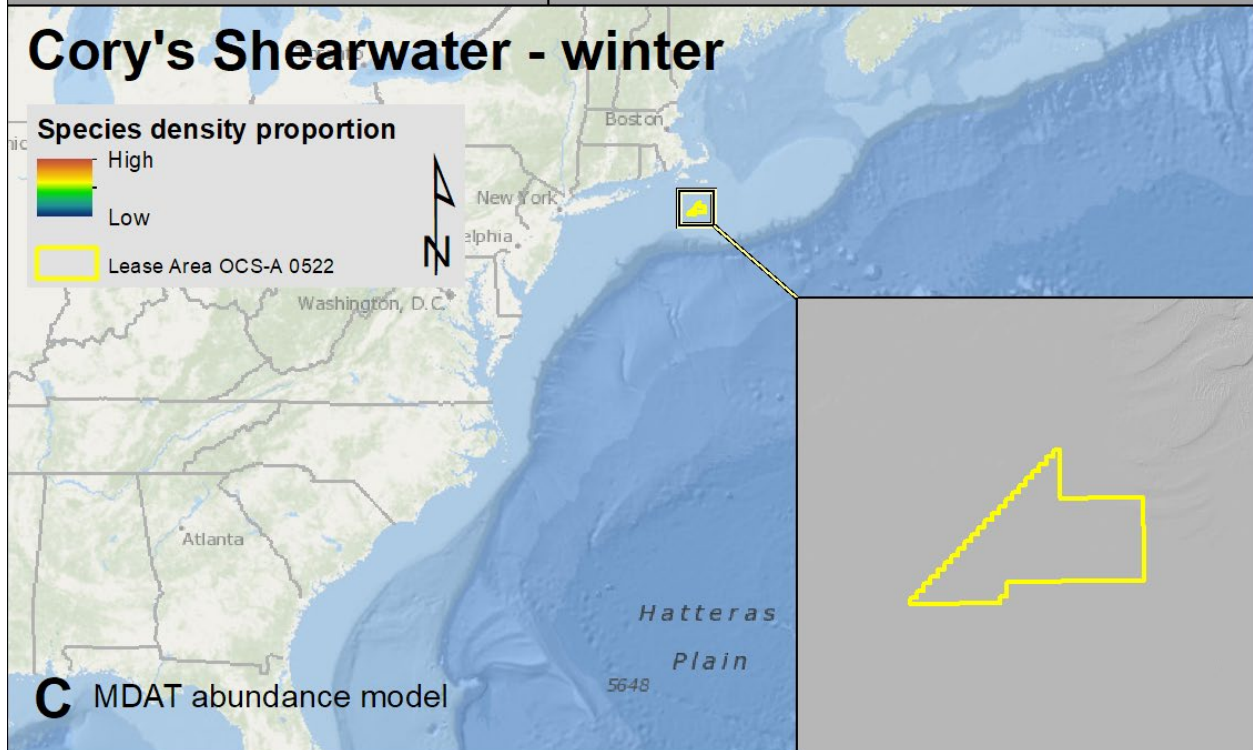 Cory's Shearwater - winter
Species density proportion
High
Low
Lease Area OCS-A 0522
N
Boston
New York
elphia
Washington, D.C.
Atlanta
Hatteras
Plain
5648
C MDAT abundance model